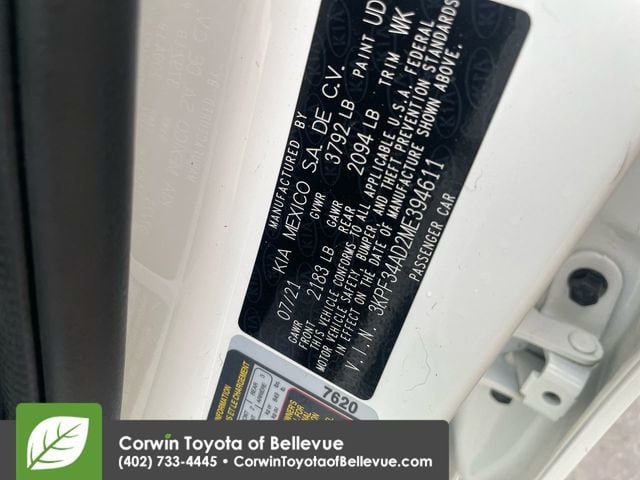 MANUFACTURED BY
07/21 KIA MEXICO S.A. DE C.V.
GVWR 3792 LB PAINT UD
GAWR FRONT 2183 LB GAWR REAR 2094 LB TRIM WK
THIS VEHICLE CONFORMS TO ALL APPLICABLE U.S.A. FEDERAL
MOTOR VEHICLE SAFETY, BUMPER, AND THEFT PREVENTION STANDARDS
IN EFFECT ON THE DATE OF MANUFACTURE SHOWN ABOVE.
V.I.N. 3KPF34AD2ME394611
PASSENGER CAR
7620
Corwin Toyota of Bellevue
(402) 733-4445 • CorwinToyotaofBellevue.com